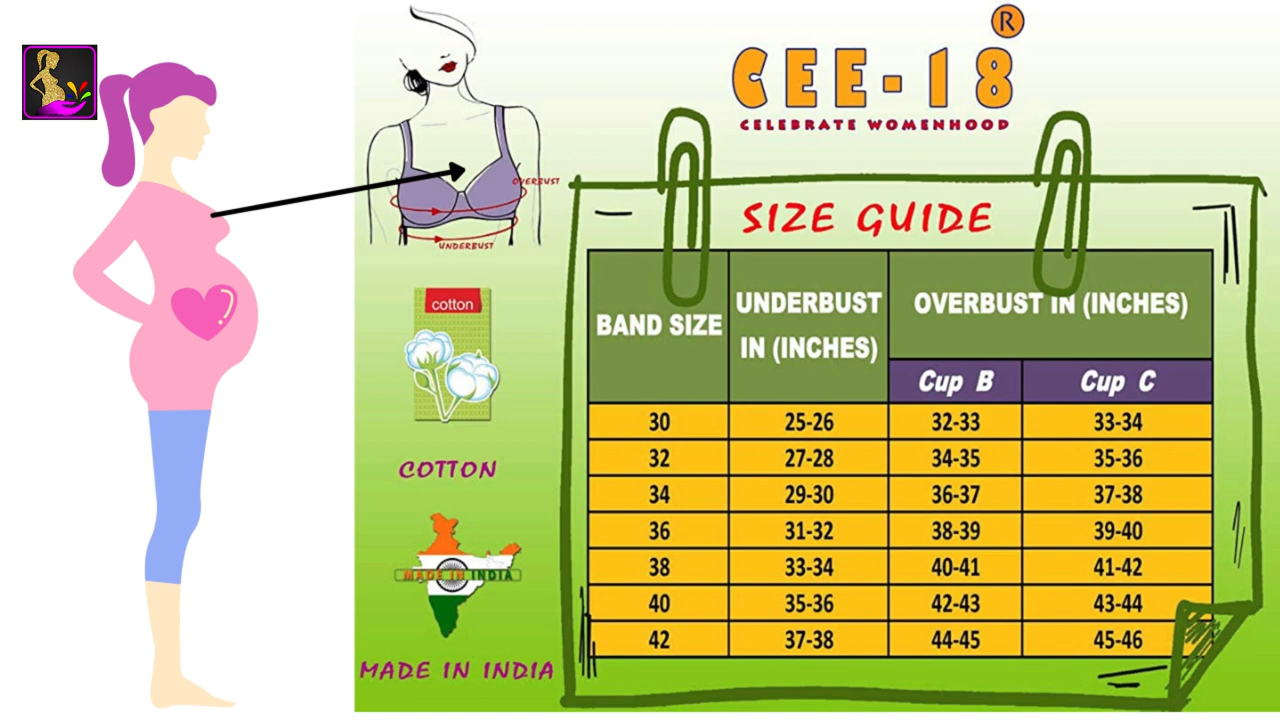 CEE-18
®
CELEBRATE WOMENHOOD
OVERBUST
UNDERBUST
cotton
COTTON
MADE IN INDIA
MADE IN INDIA
SIZE GUIDE
BAND SIZE
UNDERBUST
IN (INCHES)
OVERBUST IN (INCHES)
Cup B Cup C
30 25-26 32-33 33-34
32 27-28 34-35 35-36
34 29-30 36-37 37-38
36 31-32 38-39 39-40
38 33-34 40-41 41-42
40 35-36 42-43 43-44
42 37-38 44-45 45-46